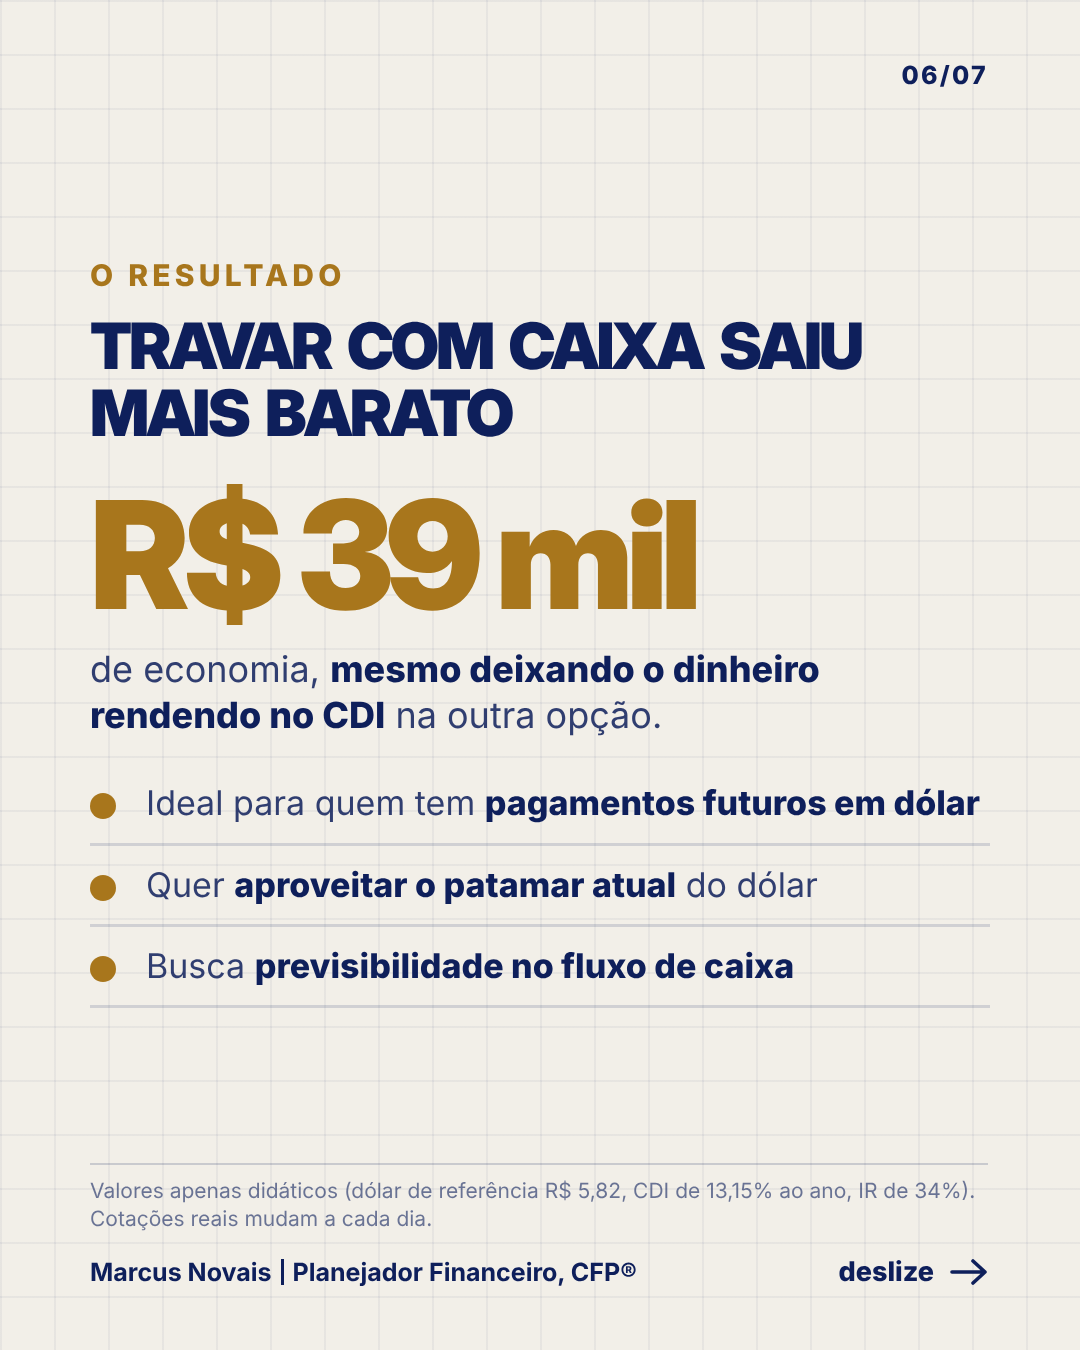 06/07
O RESULTADO
TRAVAR COM CAIXA SAIU
MAIS BARATO
R$ 39 mil
de economia, mesmo deixando o dinheiro
rendendo no CDI na outra opção.
Ideal para quem tem pagamentos futuros em dólar
Quer aproveitar o patamar atual do dólar
Busca previsibilidade no fluxo de caixa
Valores apenas didáticos (dólar de referência R$ 5,82, CDI de 13,15% ao ano, IR de 34%).
Cotações reais mudam a cada dia.
Marcus Novais | Planejador Financeiro, CFP®
deslize →